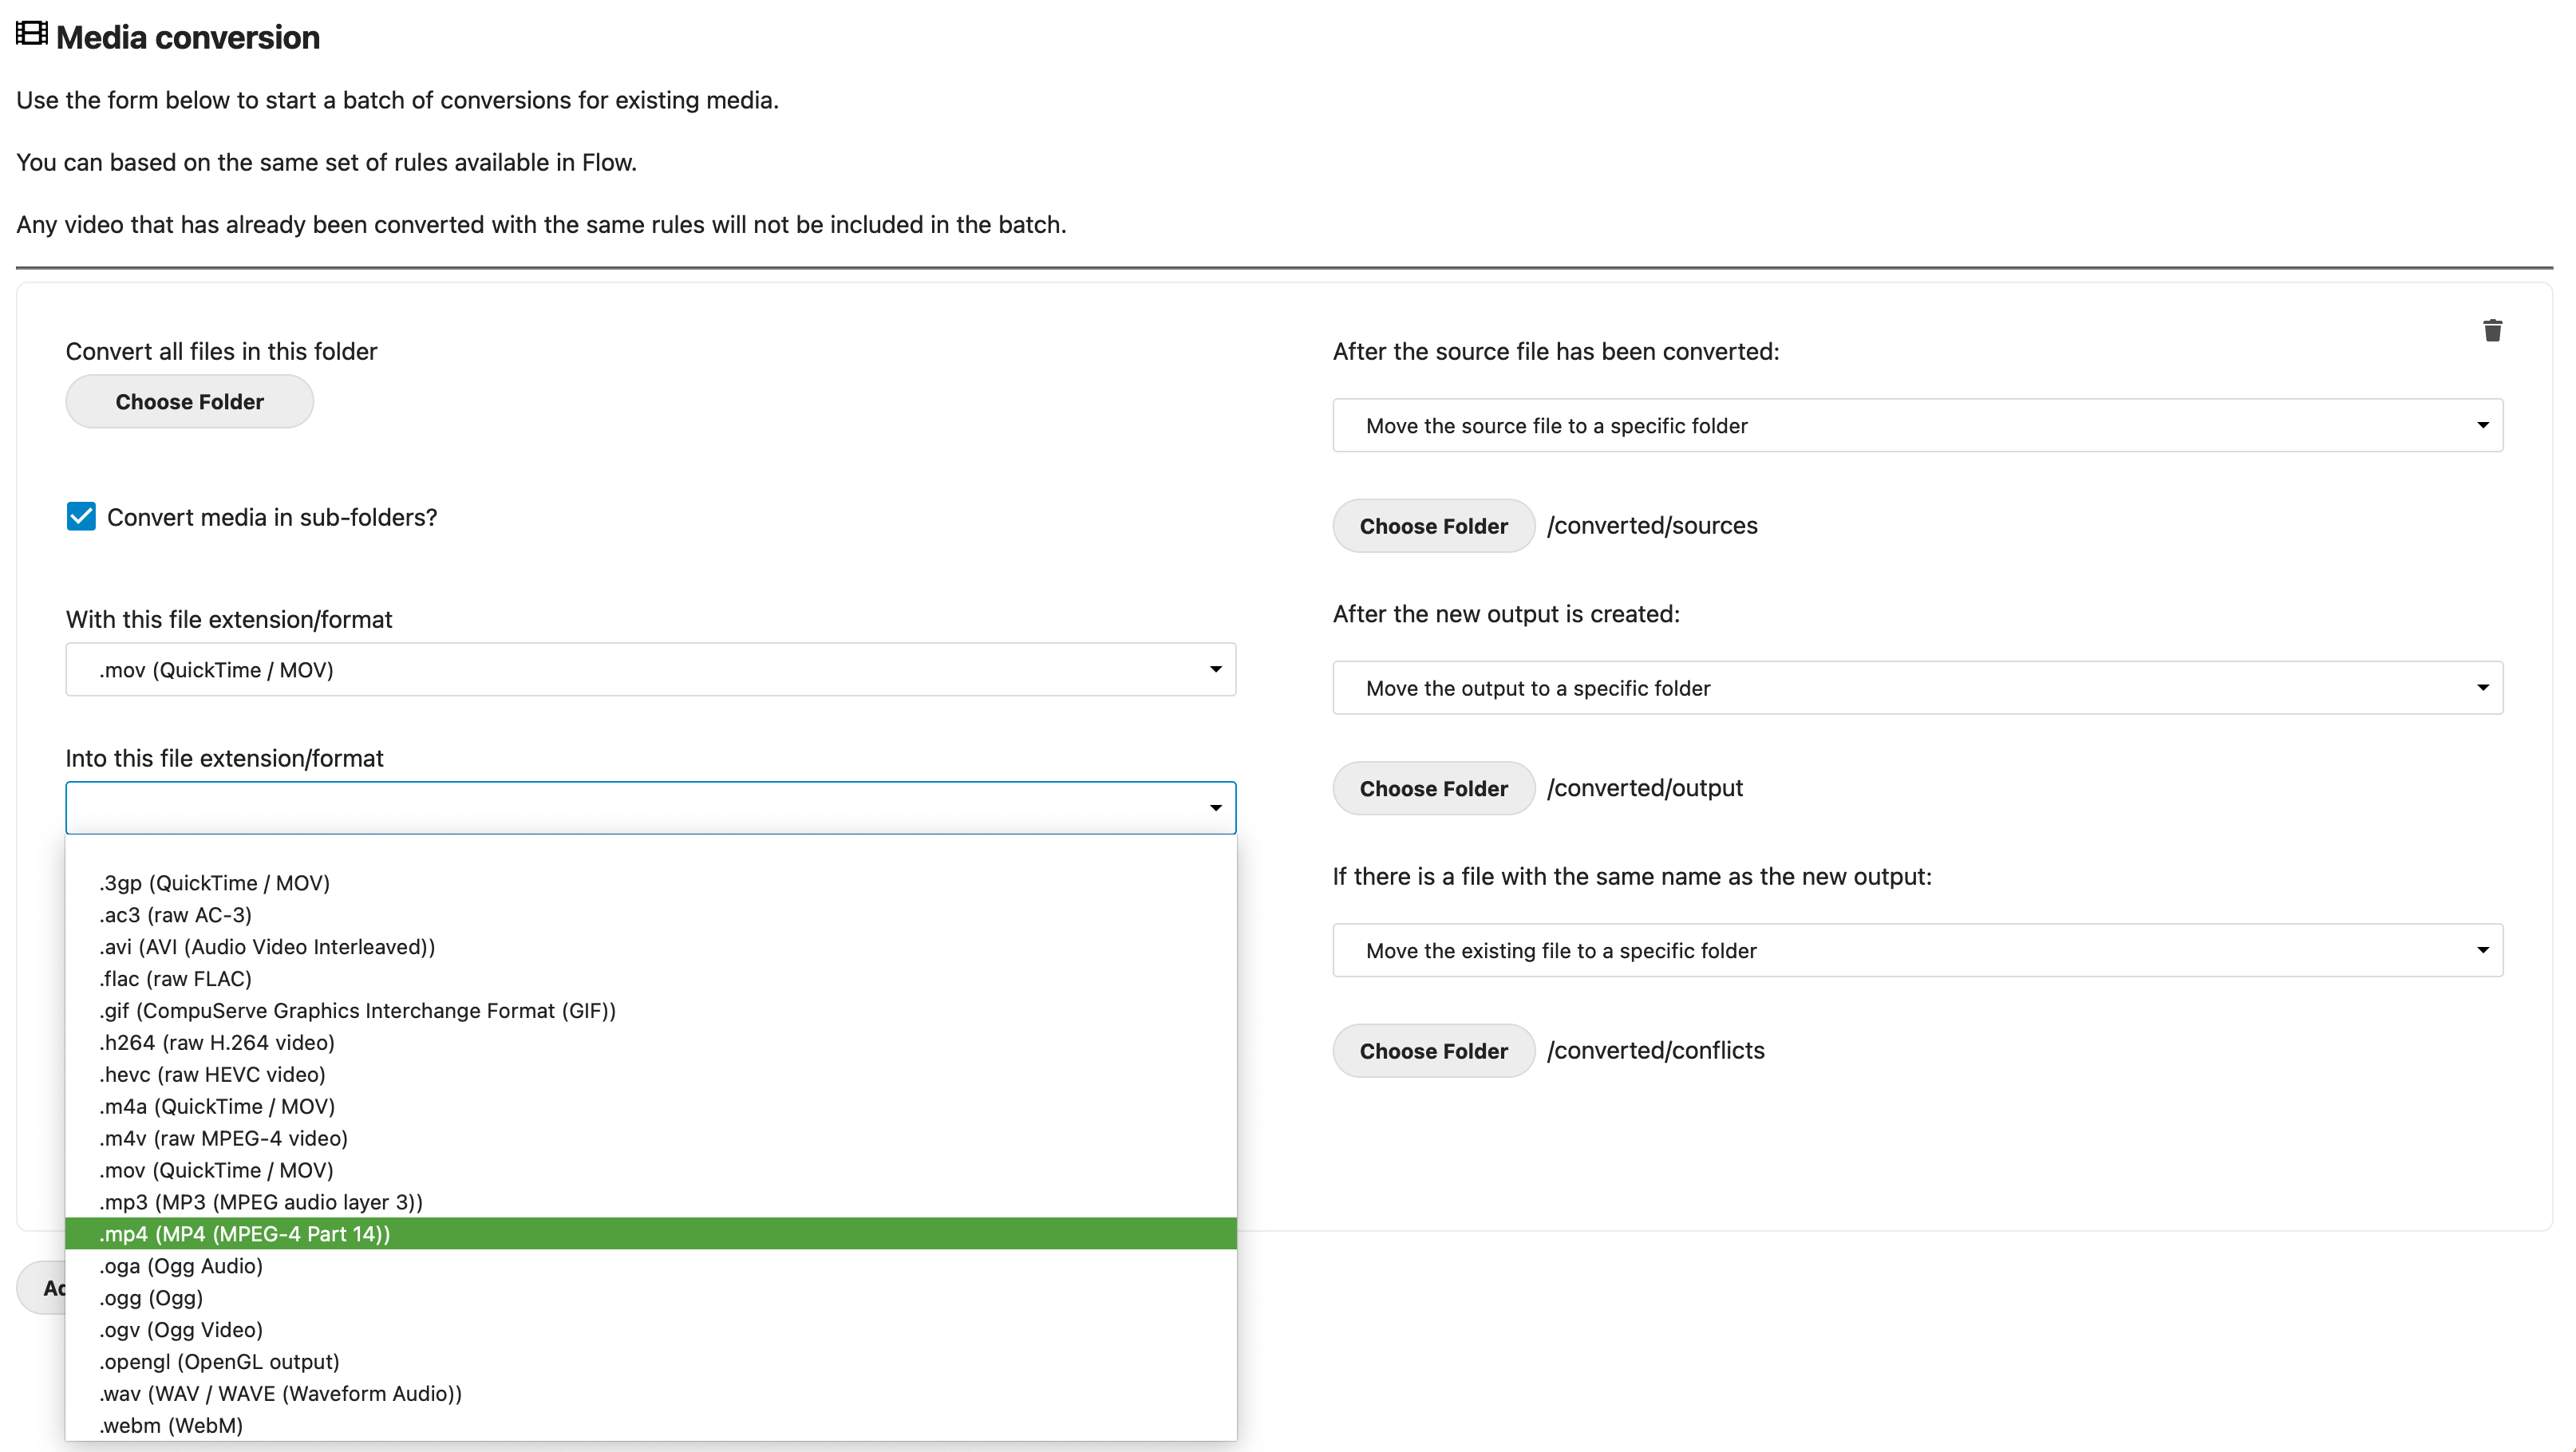 Media conversion
Use the form below to start a batch of conversions for existing media.
You can based on the same set of rules available in Flow.
Any video that has already been converted with the same rules will not be included in the batch.
Convert all files in this folder
Choose Folder
Convert media in sub-folders?
With this file extension/format
.mov (QuickTime / MOV)
Into this file extension/format
.3gp (QuickTime / MOV)
.ac3 (raw AC-3)
.avi (AVI (Audio Video Interleaved))
.flac (raw FLAC)
.gif (CompuServe Graphics Interchange Format (GIF))
.h264 (raw H.264 video)
.hevc (raw HEVC video)
.m4a (QuickTime / MOV)
.m4v (raw MPEG-4 video)
.mov (QuickTime / MOV)
.mp3 (MP3 (MPEG audio layer 3))
.mp4 (MP4 (MPEG-4 Part 14))
.oga (Ogg Audio)
.ogg (Ogg)
.ogv (Ogg Video)
.opengl (OpenGL output)
.wav (WAV / WAVE (Waveform Audio))
.webm (WebM)
After the source file has been converted:
Move the source file to a specific folder
Choose Folder /converted/sources
After the new output is created:
Move the output to a specific folder
Choose Folder /converted/output
If there is a file with the same name as the new output:
Move the existing file to a specific folder
Choose Folder /converted/conflicts